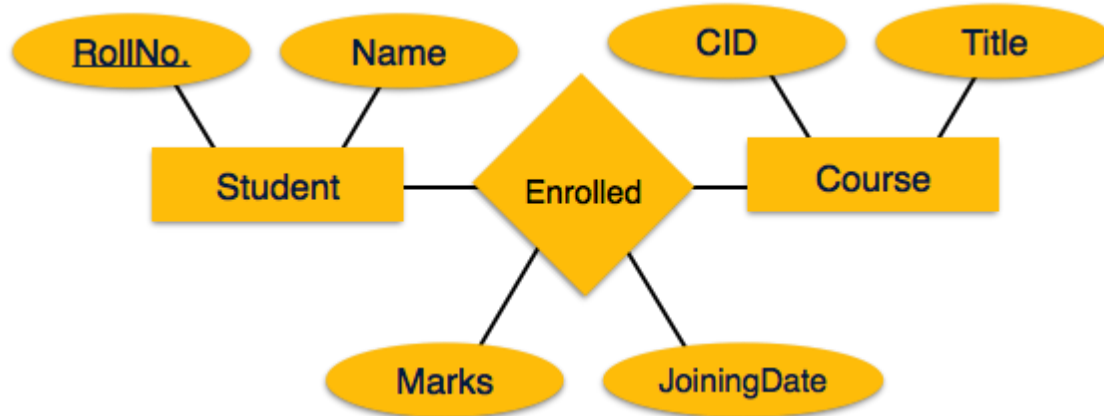 RollNo.
Name
CID
Title
Student
Enrolled
Course
Marks
JoiningDate